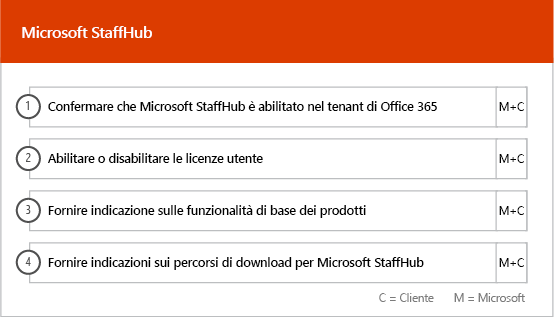 Microsoft StaffHub
1 Confermare che Microsoft StaffHub è abilitato nel tenant di Office 365 M+C
2 Abilitare o disabilitare le licenze utente M+C
3 Fornire indicazione sulle funzionalità di base dei prodotti M+C
4 Fornire indicazioni sui percorsi di download per Microsoft StaffHub M+C
C = Cliente M = Microsoft